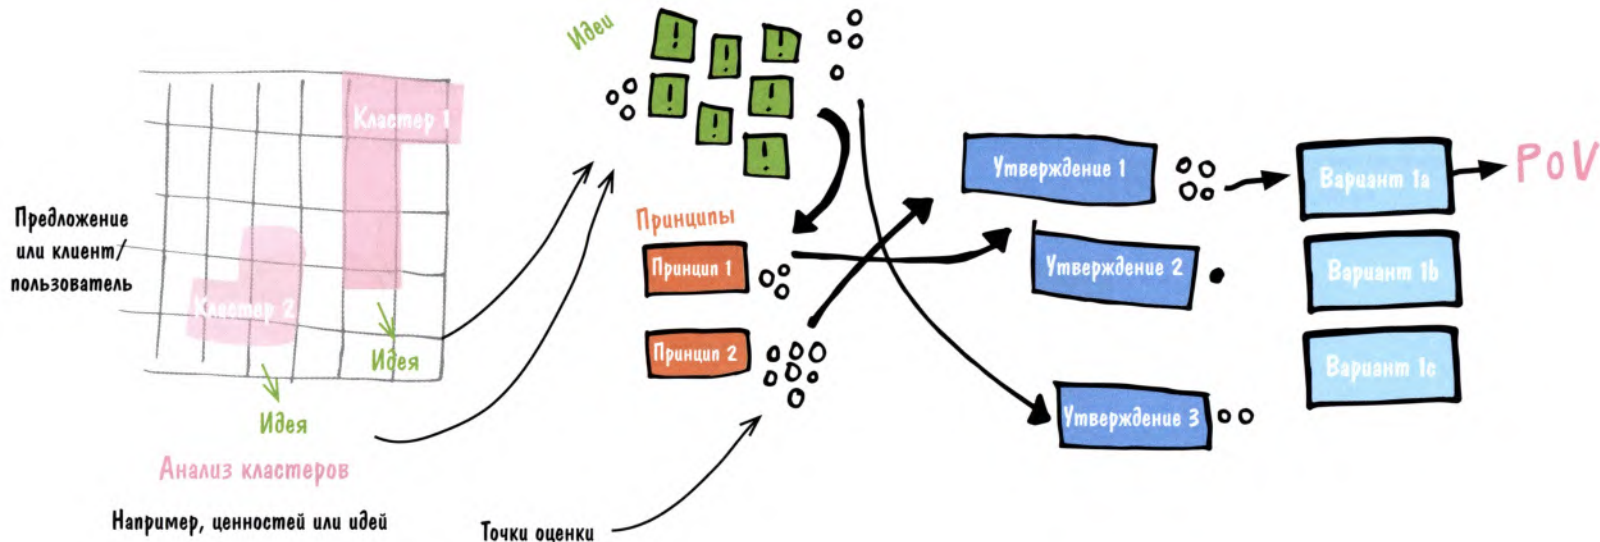 Идеи
!
!
!
!
!
!
!
Кластер 1
Предложение
или клиент/
пользователь
Кластер 2
Идея
Идея
Анализ кластеров
Например, ценностей или идей
Точки оценки
Принципы
Принцип 1
Принцип 2
Утверждение 1
Утверждение 2
Утверждение 3
Вариант 1a
Вариант 1b
Вариант 1c
PoV